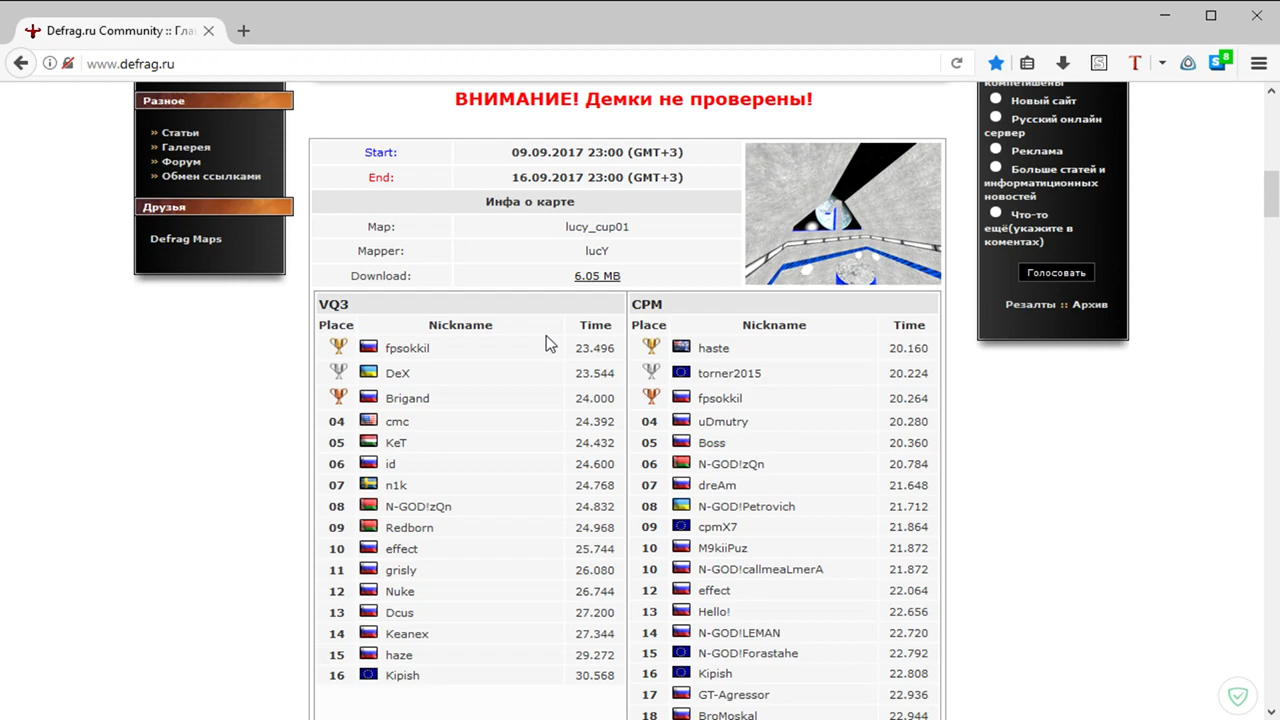 Defrag.ru Community :: Гла
www.defrag.ru
S
T
S
8
Разное
» Статьи
» Галерея
» Форум
» Обмен ссылками
Друзья
Defrag Maps
ВНИМАНИЕ! Демки не проверены!
Start: 09.09.2017 23:00 (GMT+3)
End: 16.09.2017 23:00 (GMT+3)
Инфа о карте
Map: lucy_cup01
Mapper: lucY
Download: 6.05 MB
VQ3
Place Nickname Time
fpsokkil 23.496
DeX 23.544
Brigand 24.000
04 cmc 24.392
05 KeT 24.432
06 id 24.600
07 n1k 24.768
08 N-GOD!zQn 24.832
09 Redborn 24.968
10 effect 25.744
11 grisly 26.080
12 Nuke 26.744
13 Dcus 27.200
14 Keanex 27.344
15 haze 29.272
16 Kipish 30.568
CPM
Place Nickname Time
haste 20.160
torner2015 20.224
fpsokkil 20.264
04 uDmutry 20.280
05 Boss 20.360
06 N-GOD!zQn 20.784
07 dreAm 21.648
08 N-GOD!Petrovich 21.712
09 cpmX7 21.864
10 M9kiiPuz 21.872
10 N-GOD!callmeaLmerA 21.872
12 effect 22.064
13 Hello! 22.656
14 N-GOD!LEMAN 22.720
15 N-GOD!Forastahe 22.792
16 Kipish 22.808
17 GT-Agressor 22.936
18 BroMoskal 22.944
компетишены
Новый сайт
Русский онлайн
сервер
Реклама
Больше статей и
информатиционных
новостей
Что-то
ещё(укажите в
коментах)
Голосовать
Резалты :: Архив